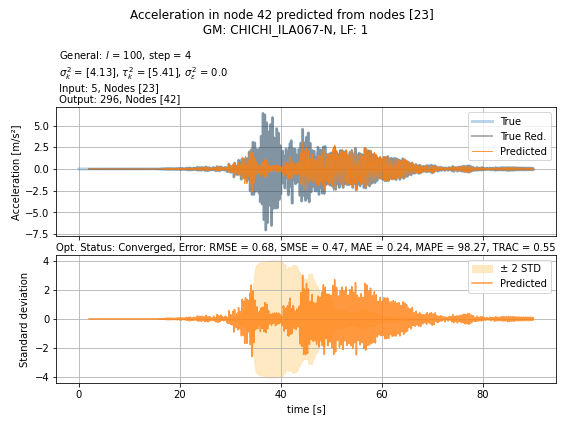 Acceleration in node 42 predicted from nodes [23]
GM: CHICHI_ILA067-N, LF: 1
General: l = 100, step = 4
σ²ₖ = [4.13], τ²ₖ = [5.41], σ²ε = 0.0
Input: 5, Nodes [23]
Output: 296, Nodes [42]
Acceleration [m/s²]
5.0
2.5
0.0
−2.5
−5.0
−7.5
True
True Red.
Predicted
Opt. Status: Converged, Error: RMSE = 0.68, SMSE = 0.47, MAE = 0.24, MAPE = 98.27, TRAC = 0.55
Standard deviation
4
2
0
−2
−4
± 2 STD
Predicted
0 20 40 60 80
time [s]